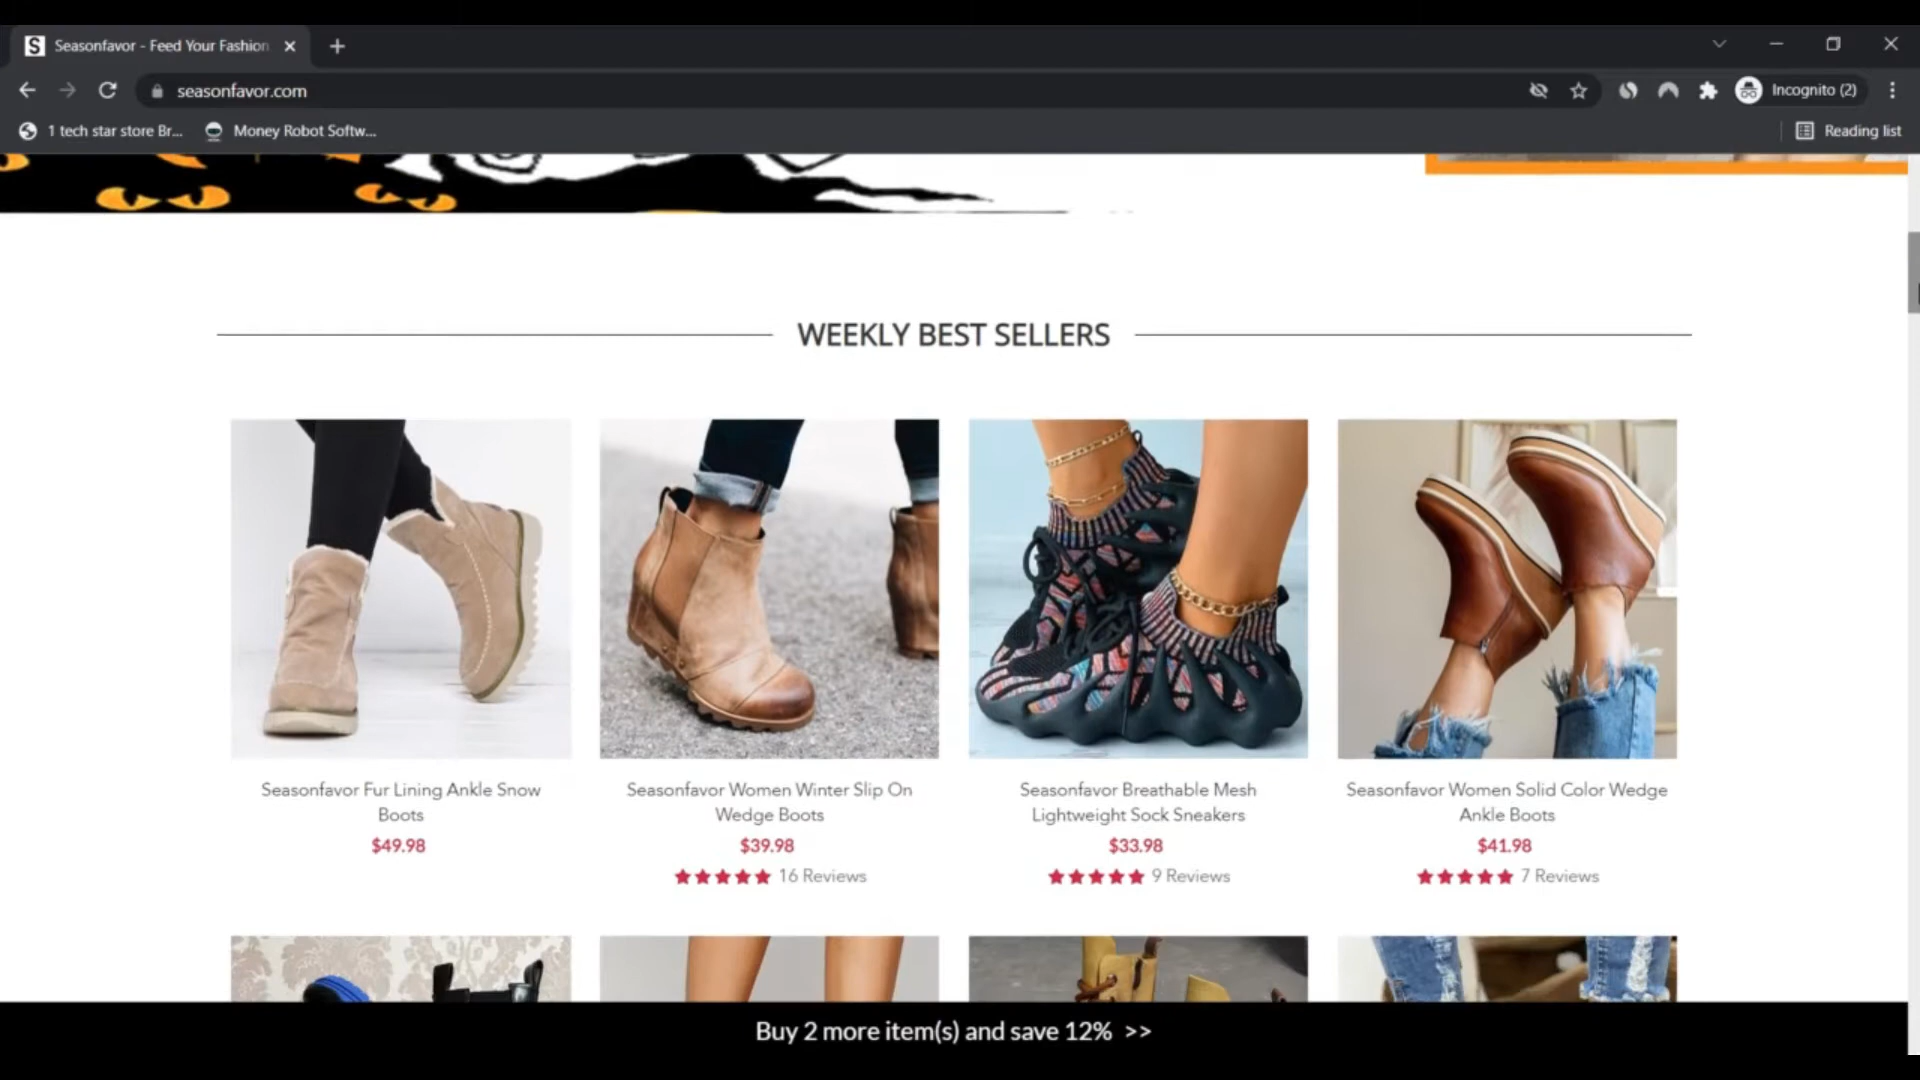 Seasonfavor - Feed Your Fashion
seasonfavor.com
Incognito (2)
1 tech star store Br...
Money Robot Softw...
Reading list
WEEKLY BEST SELLERS
Seasonfavor Fur Lining Ankle Snow
Boots
$49.98
Seasonfavor Women Winter Slip On
Wedge Boots
$39.98
16 Reviews
Seasonfavor Breathable Mesh
Lightweight Sock Sneakers
$33.98
9 Reviews
Seasonfavor Women Solid Color Wedge
Ankle Boots
$41.98
7 Reviews
Buy 2 more item(s) and save 12% >>